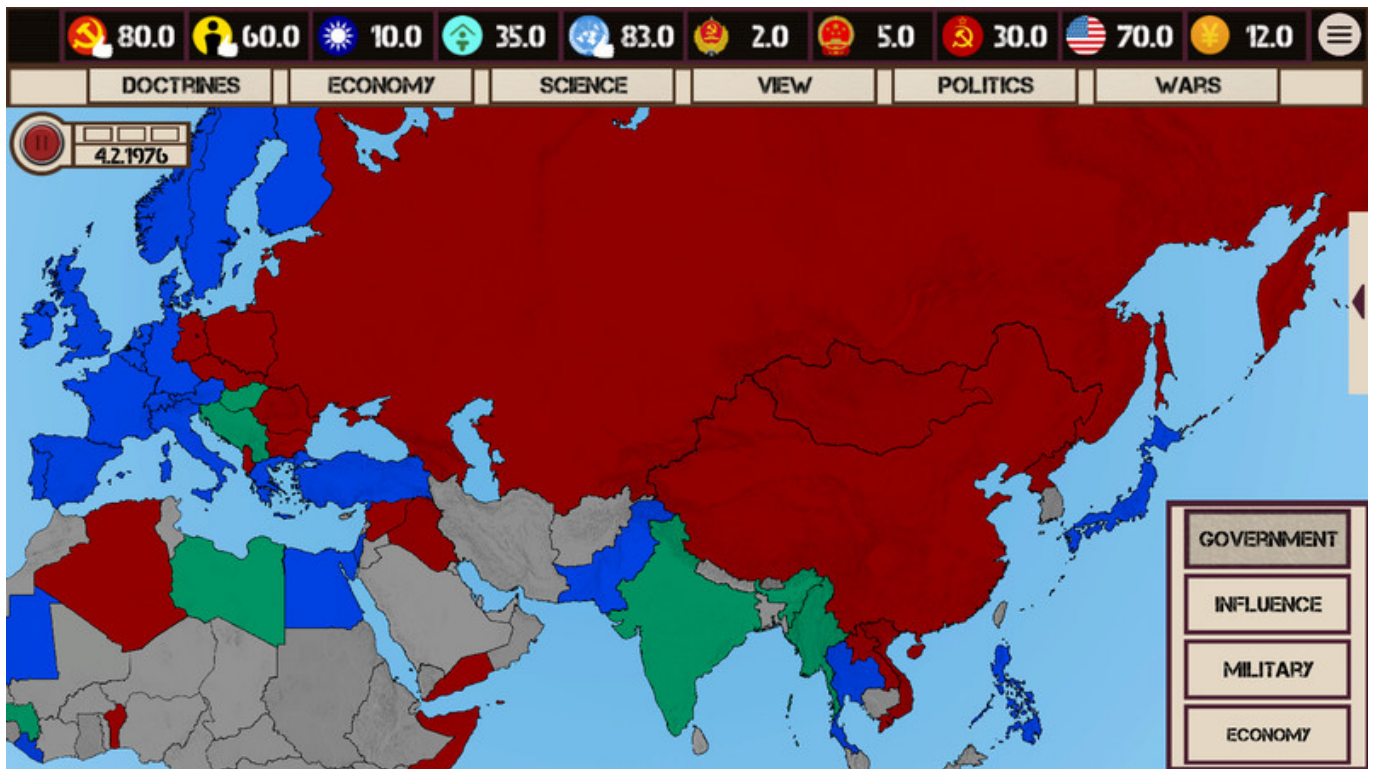 80.0 60.0 10.0 35.0 83.0 2.0 5.0 30.0 70.0 12.0
DOCTRINES ECONOMY SCIENCE VIEW POLITICS WARS
4.2.1976
GOVERNMENT
INFLUENCE
MILITARY
ECONOMY